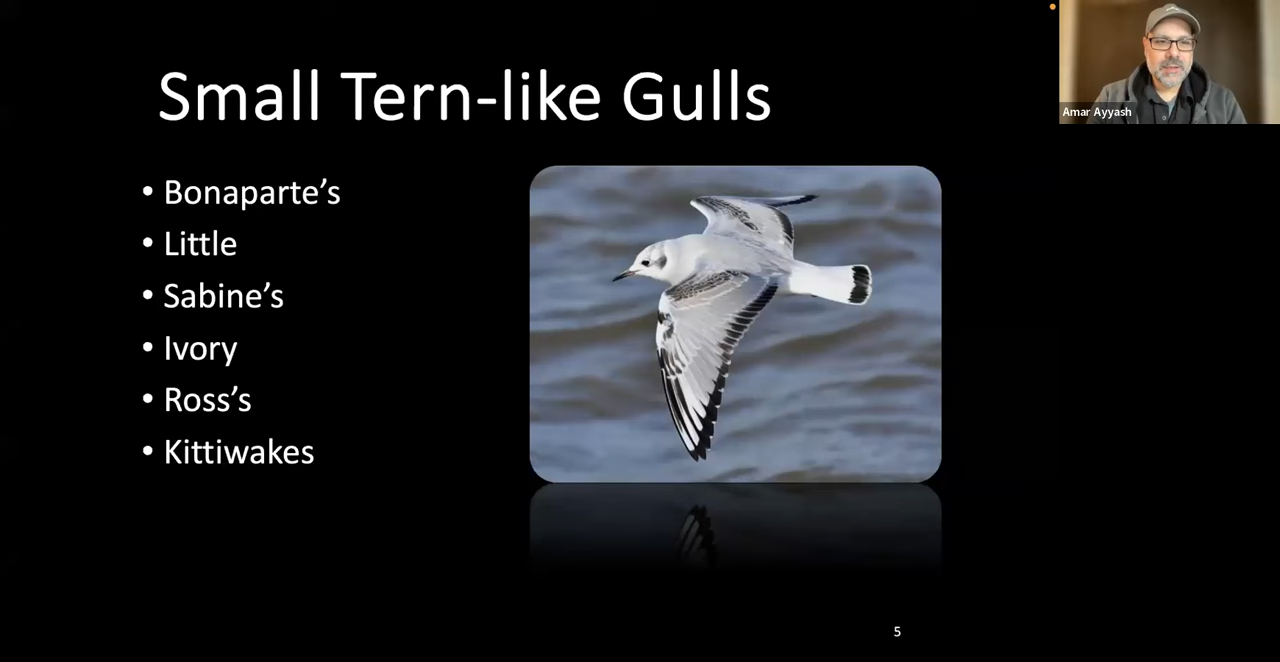 Small Tern-like Gulls
Amar Ayyash
• Bonaparte’s
• Little
• Sabine’s
• Ivory
• Ross’s
• Kittiwakes
5